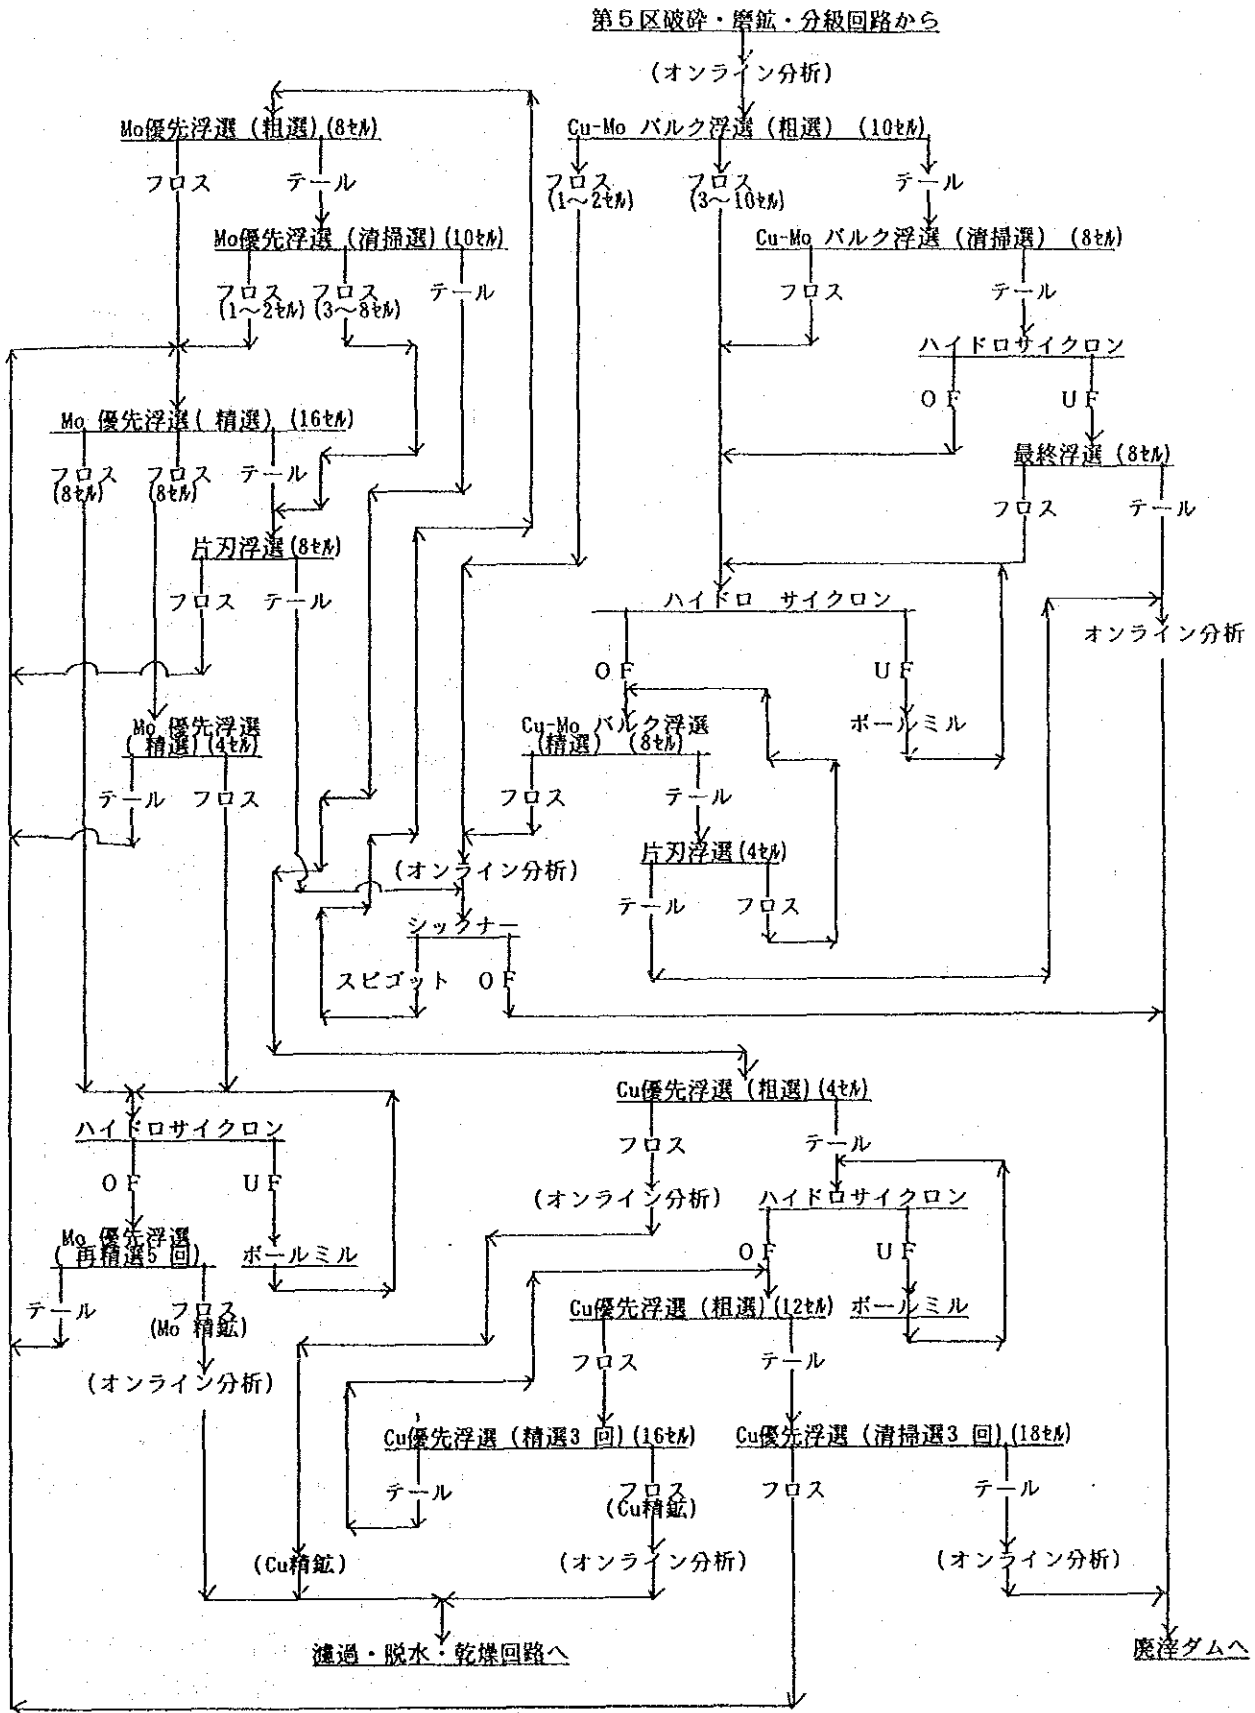 第5区破砕・磨鉱・分級回路から
(オンライン分析)
Mo優先浮選(粗選)(8ｾﾙ)
Cu-Mo バルク浮選(粗選) (10ｾﾙ)
フロス
テール
フロス
(1〜2ｾﾙ)
フロス
(3〜10ｾﾙ)
テール
Mo優先浮選(清掃選)(10ｾﾙ)
Cu-Mo バルク浮選(清掃選) (8ｾﾙ)
フロス
(1〜2ｾﾙ)
フロス
(3〜8ｾﾙ)
テール
フロス
テール
ハイドロサイクロン
OF
UF
Mo 優先浮選( 精選) (16ｾﾙ)
最終浮選(8ｾﾙ)
フロス
(8ｾﾙ)
フロス
(8ｾﾙ)
テール
フロス
テール
片刃浮選(8ｾﾙ)
フロス
テール
ハイドロ サイクロン
オンライン分析
OF
UF
Mo 優先浮選
( 精選)(4ｾﾙ)
Cu-Mo バルク浮選
(精選) (8ｾﾙ)
ボールミル
テール
フロス
フロス
テール
片刃浮選(4ｾﾙ)
(オンライン分析)
テール
フロス
シックナー
スピゴット
OF
Cu優先浮選(粗選)(4ｾﾙ)
ハイドロサイクロン
フロス
テール
OF
UF
(オンライン分析)
ハイドロサイクロン
Mo 優先浮選
( 再精選5 回)
ボールミル
OF
UF
テール
フロス
(Mo 精鉱)
Cu優先浮選(粗選)(12ｾﾙ)
ボールミル
(オンライン分析)
フロス
テール
Cu優先浮選(精選3 回)(16ｾﾙ)
Cu優先浮選(清掃選3 回)(18ｾﾙ)
テール
フロス
(Cu精鉱)
フロス
テール
(Cu精鉱)
(オンライン分析)
(オンライン分析)
濾過・脱水・乾燥回路へ
廃滓ダムへ